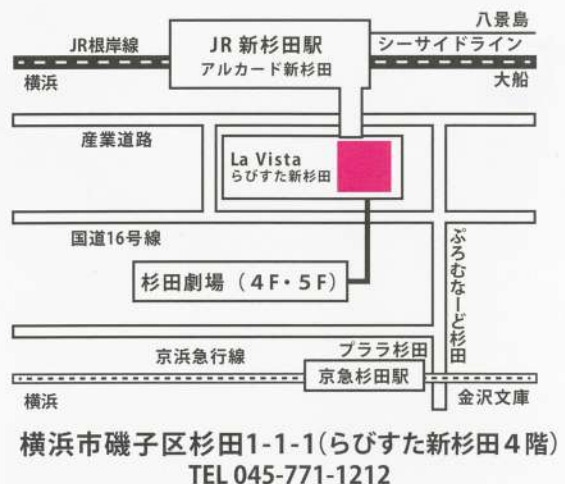 八景島
JR根岸線
JR 新杉田駅
シーサイドライン
アルカード新杉田
横浜
大船
産業道路
La Vista
らびすた新杉田
国道16号線
ぷろむなーど杉田
杉田劇場（4F・5F）
プララ杉田
京浜急行線
京急杉田駅
横浜
金沢文庫
横浜市磯子区杉田1-1-1(らびすた新杉田４階)
TEL 045-771-1212